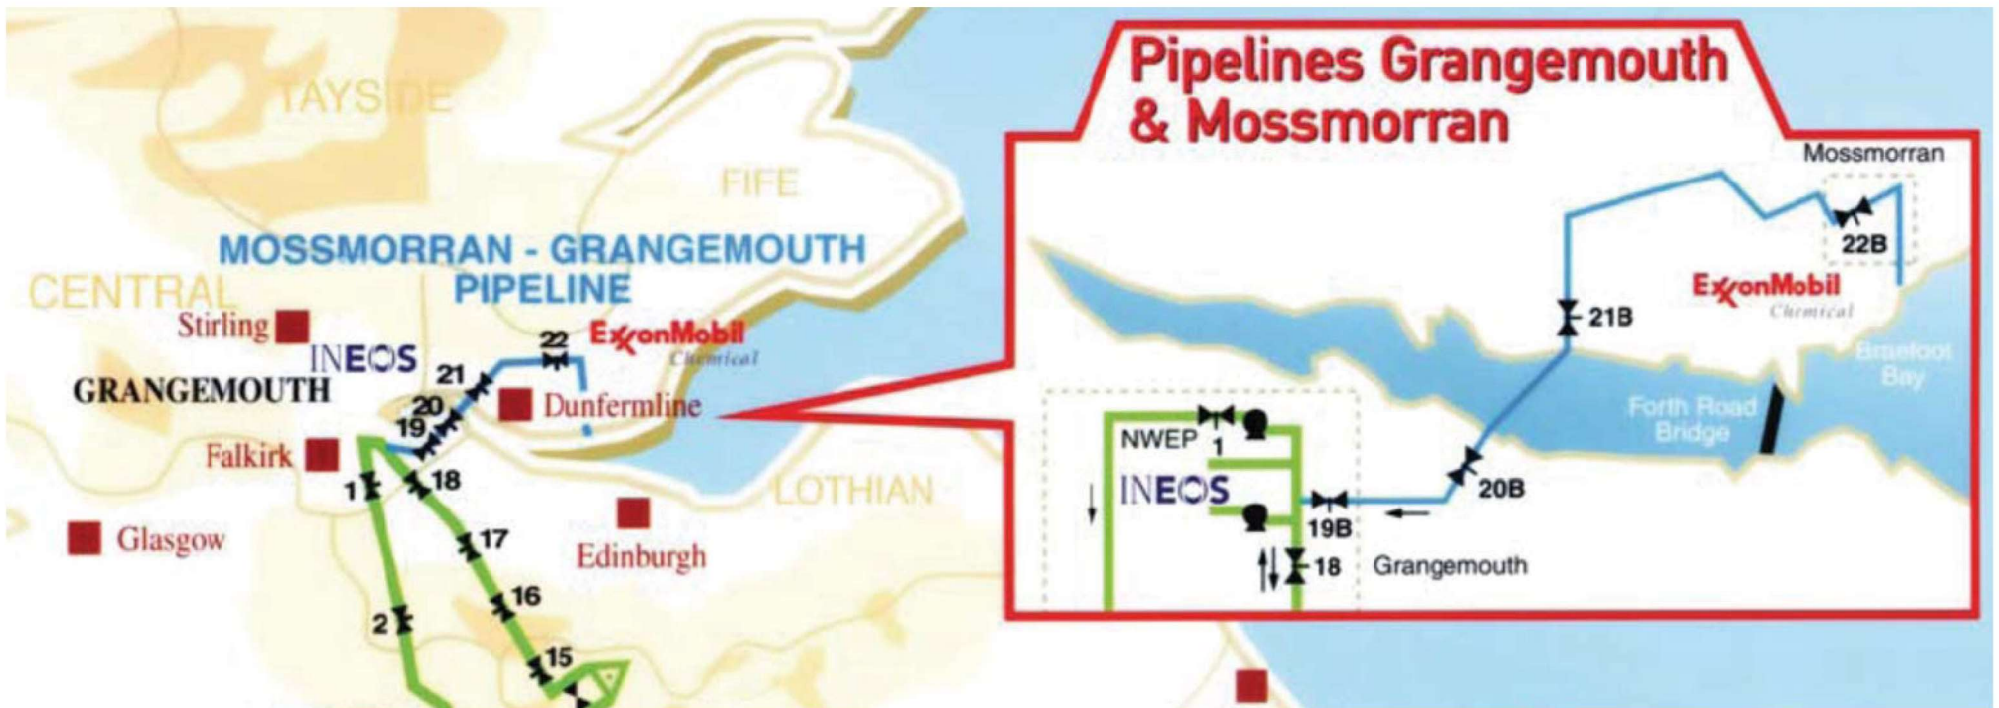 Pipelines Grangemouth
& Mossmorran
TAYSIDE
FIFE
MOSSMORRAN - GRANGEMOUTH
PIPELINE
CENTRAL
Stirling
INEOS
GRANGEMOUTH
22
ExxonMobil
Chemical
21
20
19
Dunfermline
Falkirk
1
18
LOTHIAN
Glasgow
17
Edinburgh
16
2
15
Mossmorran
22B
ExxonMobil
Chemical
21B
Braefoot
Bay
Forth Road
Bridge
NWEP
1
INEOS
20B
19B
18
Grangemouth